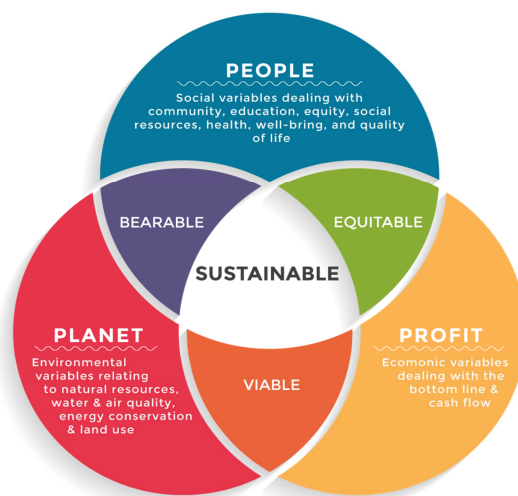 PEOPLE
Social variables dealing with
community, education, equity, social
resources, health, well-bring, and quality
of life
BEARABLE
EQUITABLE
SUSTAINABLE
PLANET
Environmental
variables relating
to natural resources,
water & air quality,
energy conservation
& land use
PROFIT
Ecomonic variables
dealing with the
bottom line &
cash flow
VIABLE